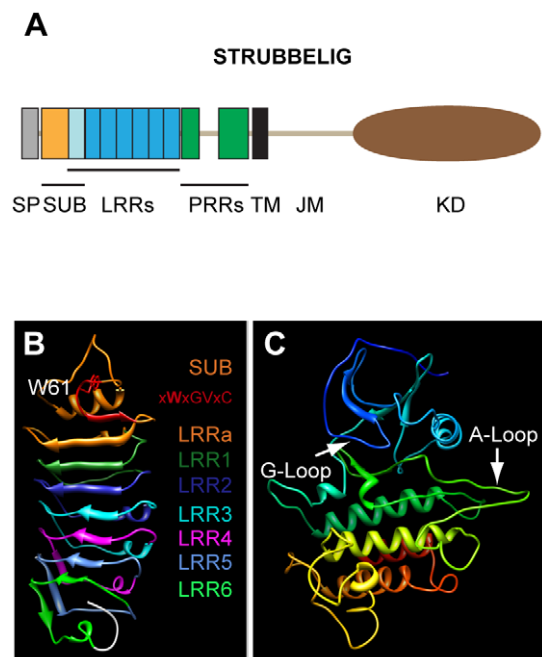 A
STRUBBELIG
SP SUB LRRs PRRs TM JM KD
B
W61
SUB
xWxGVxC
LRRa
LRR1
LRR2
LRR3
LRR4
LRR5
LRR6
C
A-Loop
G-Loop